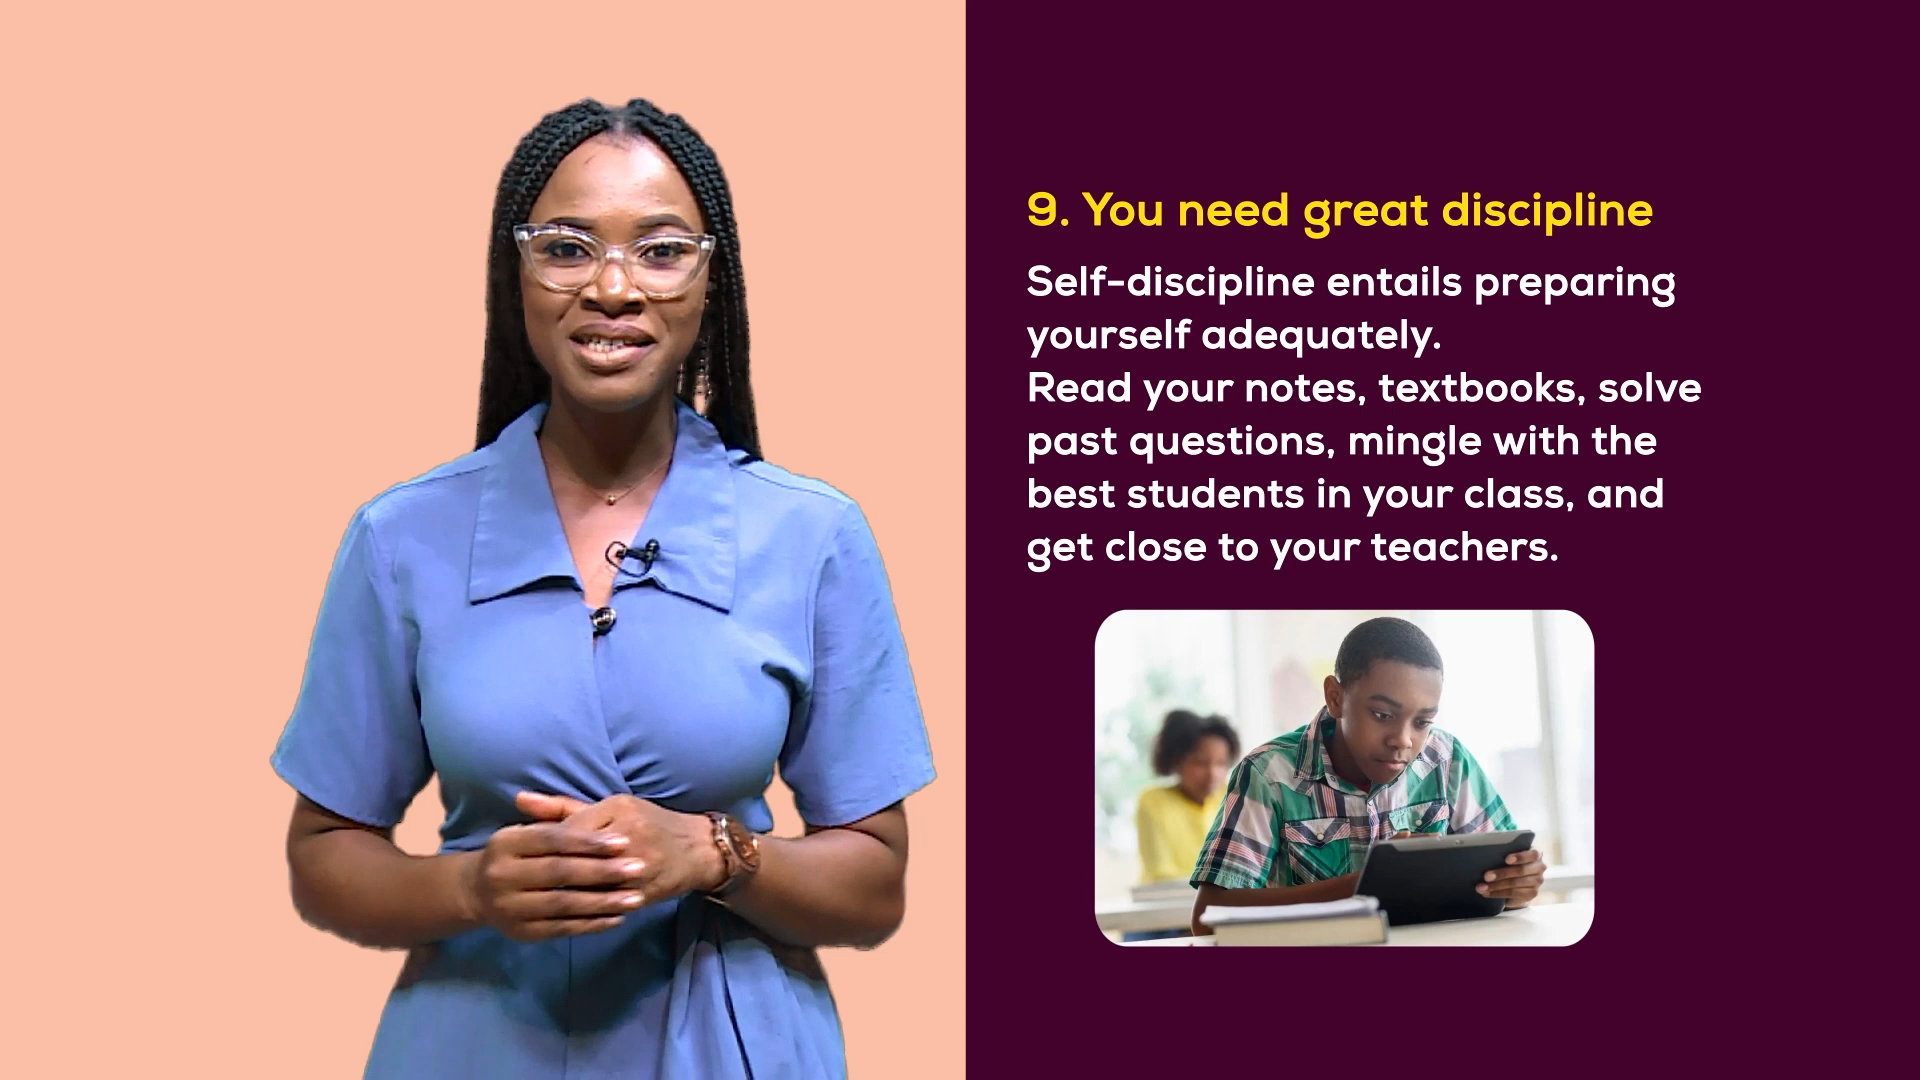 9. You need great discipline
Self-discipline entails preparing
yourself adequately.
Read your notes, textbooks, solve
past questions, mingle with the
best students in your class, and
get close to your teachers.